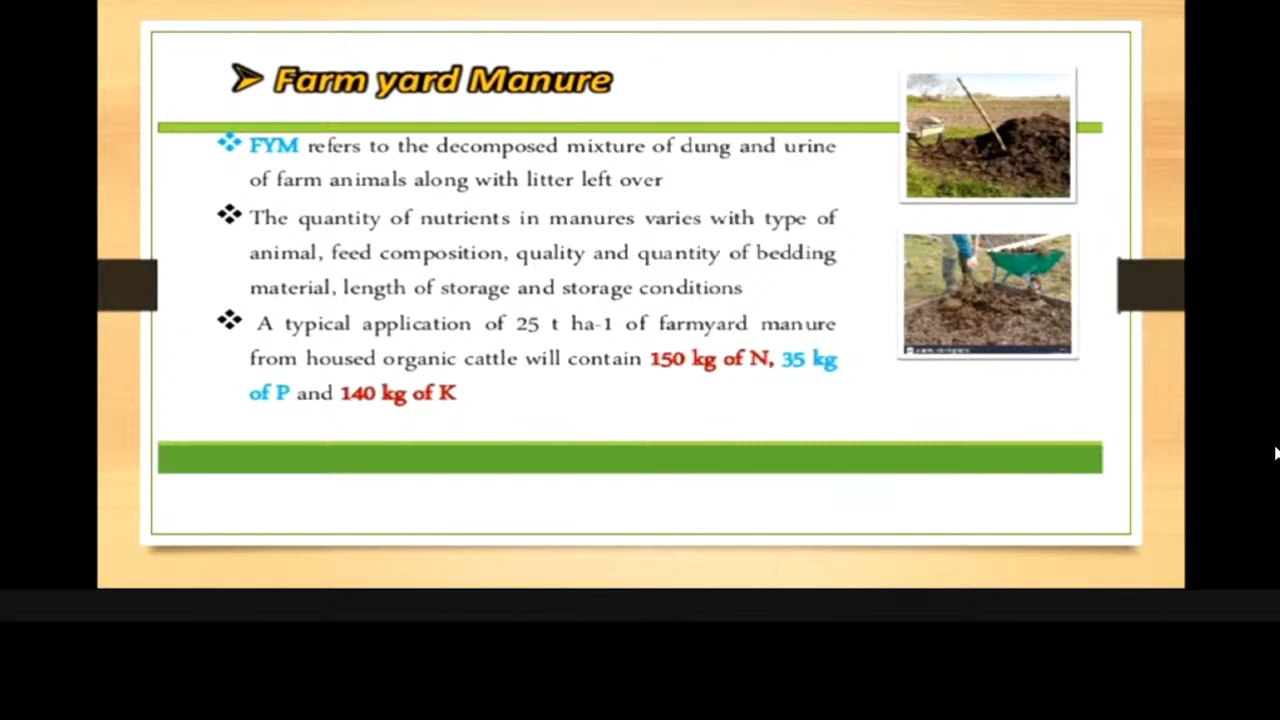 Farm yard Manure
FYM refers to the decomposed mixture of dung and urine
of farm animals along with litter left over
The quantity of nutrients in manures varies with type of
animal, feed composition, quality and quantity of bedding
material, length of storage and storage conditions
A typical application of 25 t ha-1 of farmyard manure
from housed organic cattle will contain 150 kg of N, 35 kg
of P and 140 kg of K